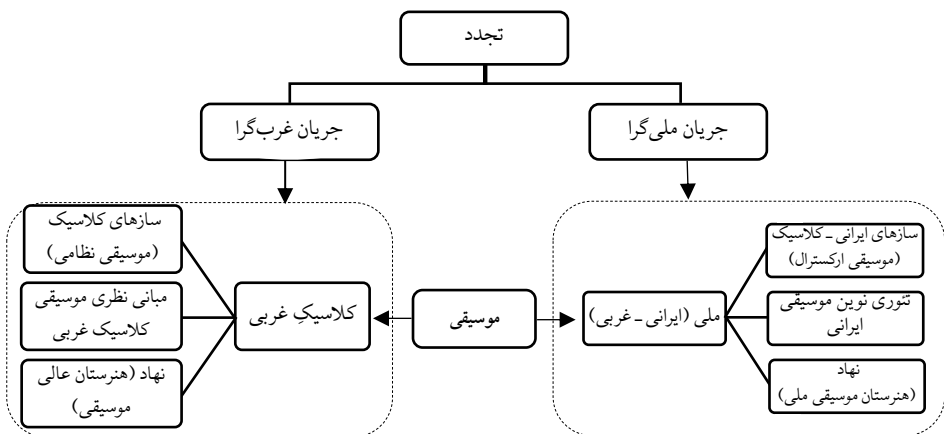 تجدد
جریان ملی‌گرا
جریان غرب‌گرا
سازهای ایرانی ـ کلاسیک
(موسیقی ارکسترال)
تئوری نوین موسیقی
ایرانی
نهاد
(هنرستان موسیقی ملی)
ملی (ایرانی ـ غربی)
موسیقی
کلاسیکِ غربی
سازهای کلاسیک
(موسیقی نظامی)
مبانی نظری موسیقی
کلاسیک غربی
نهاد (هنرستان عالی
موسیقی)